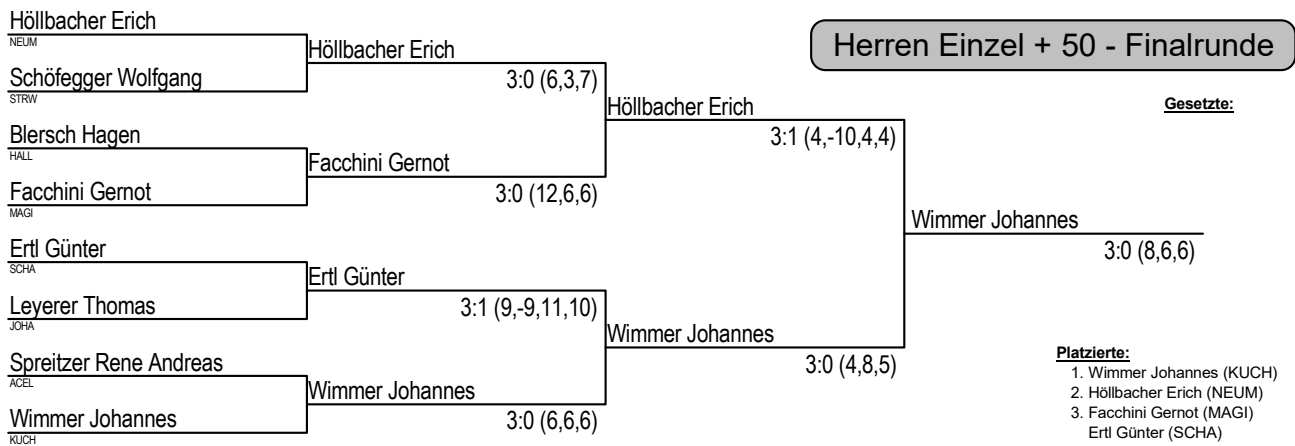 Herren Einzel + 50 - Finalrunde
Gesetzte:
Höllbacher Erich
NEUM
Schöfegger Wolfgang
STRW
Blersch Hagen
HALL
Facchini Gernot
MAGI
Ertl Günter
SCHA
Leyerer Thomas
JOHA
Spreitzer Rene Andreas
ACEL
Wimmer Johannes
KUCH
Höllbacher Erich
3:0 (6,3,7)
Facchini Gernot
3:0 (12,6,6)
Ertl Günter
3:1 (9,-9,11,10)
Wimmer Johannes
3:0 (6,6,6)
Höllbacher Erich
3:1 (4,-10,4,4)
Wimmer Johannes
3:0 (4,8,5)
Wimmer Johannes
3:0 (8,6,6)
Platzierte:
1. Wimmer Johannes (KUCH)
2. Höllbacher Erich (NEUM)
3. Facchini Gernot (MAGI)
Ertl Günter (SCHA)